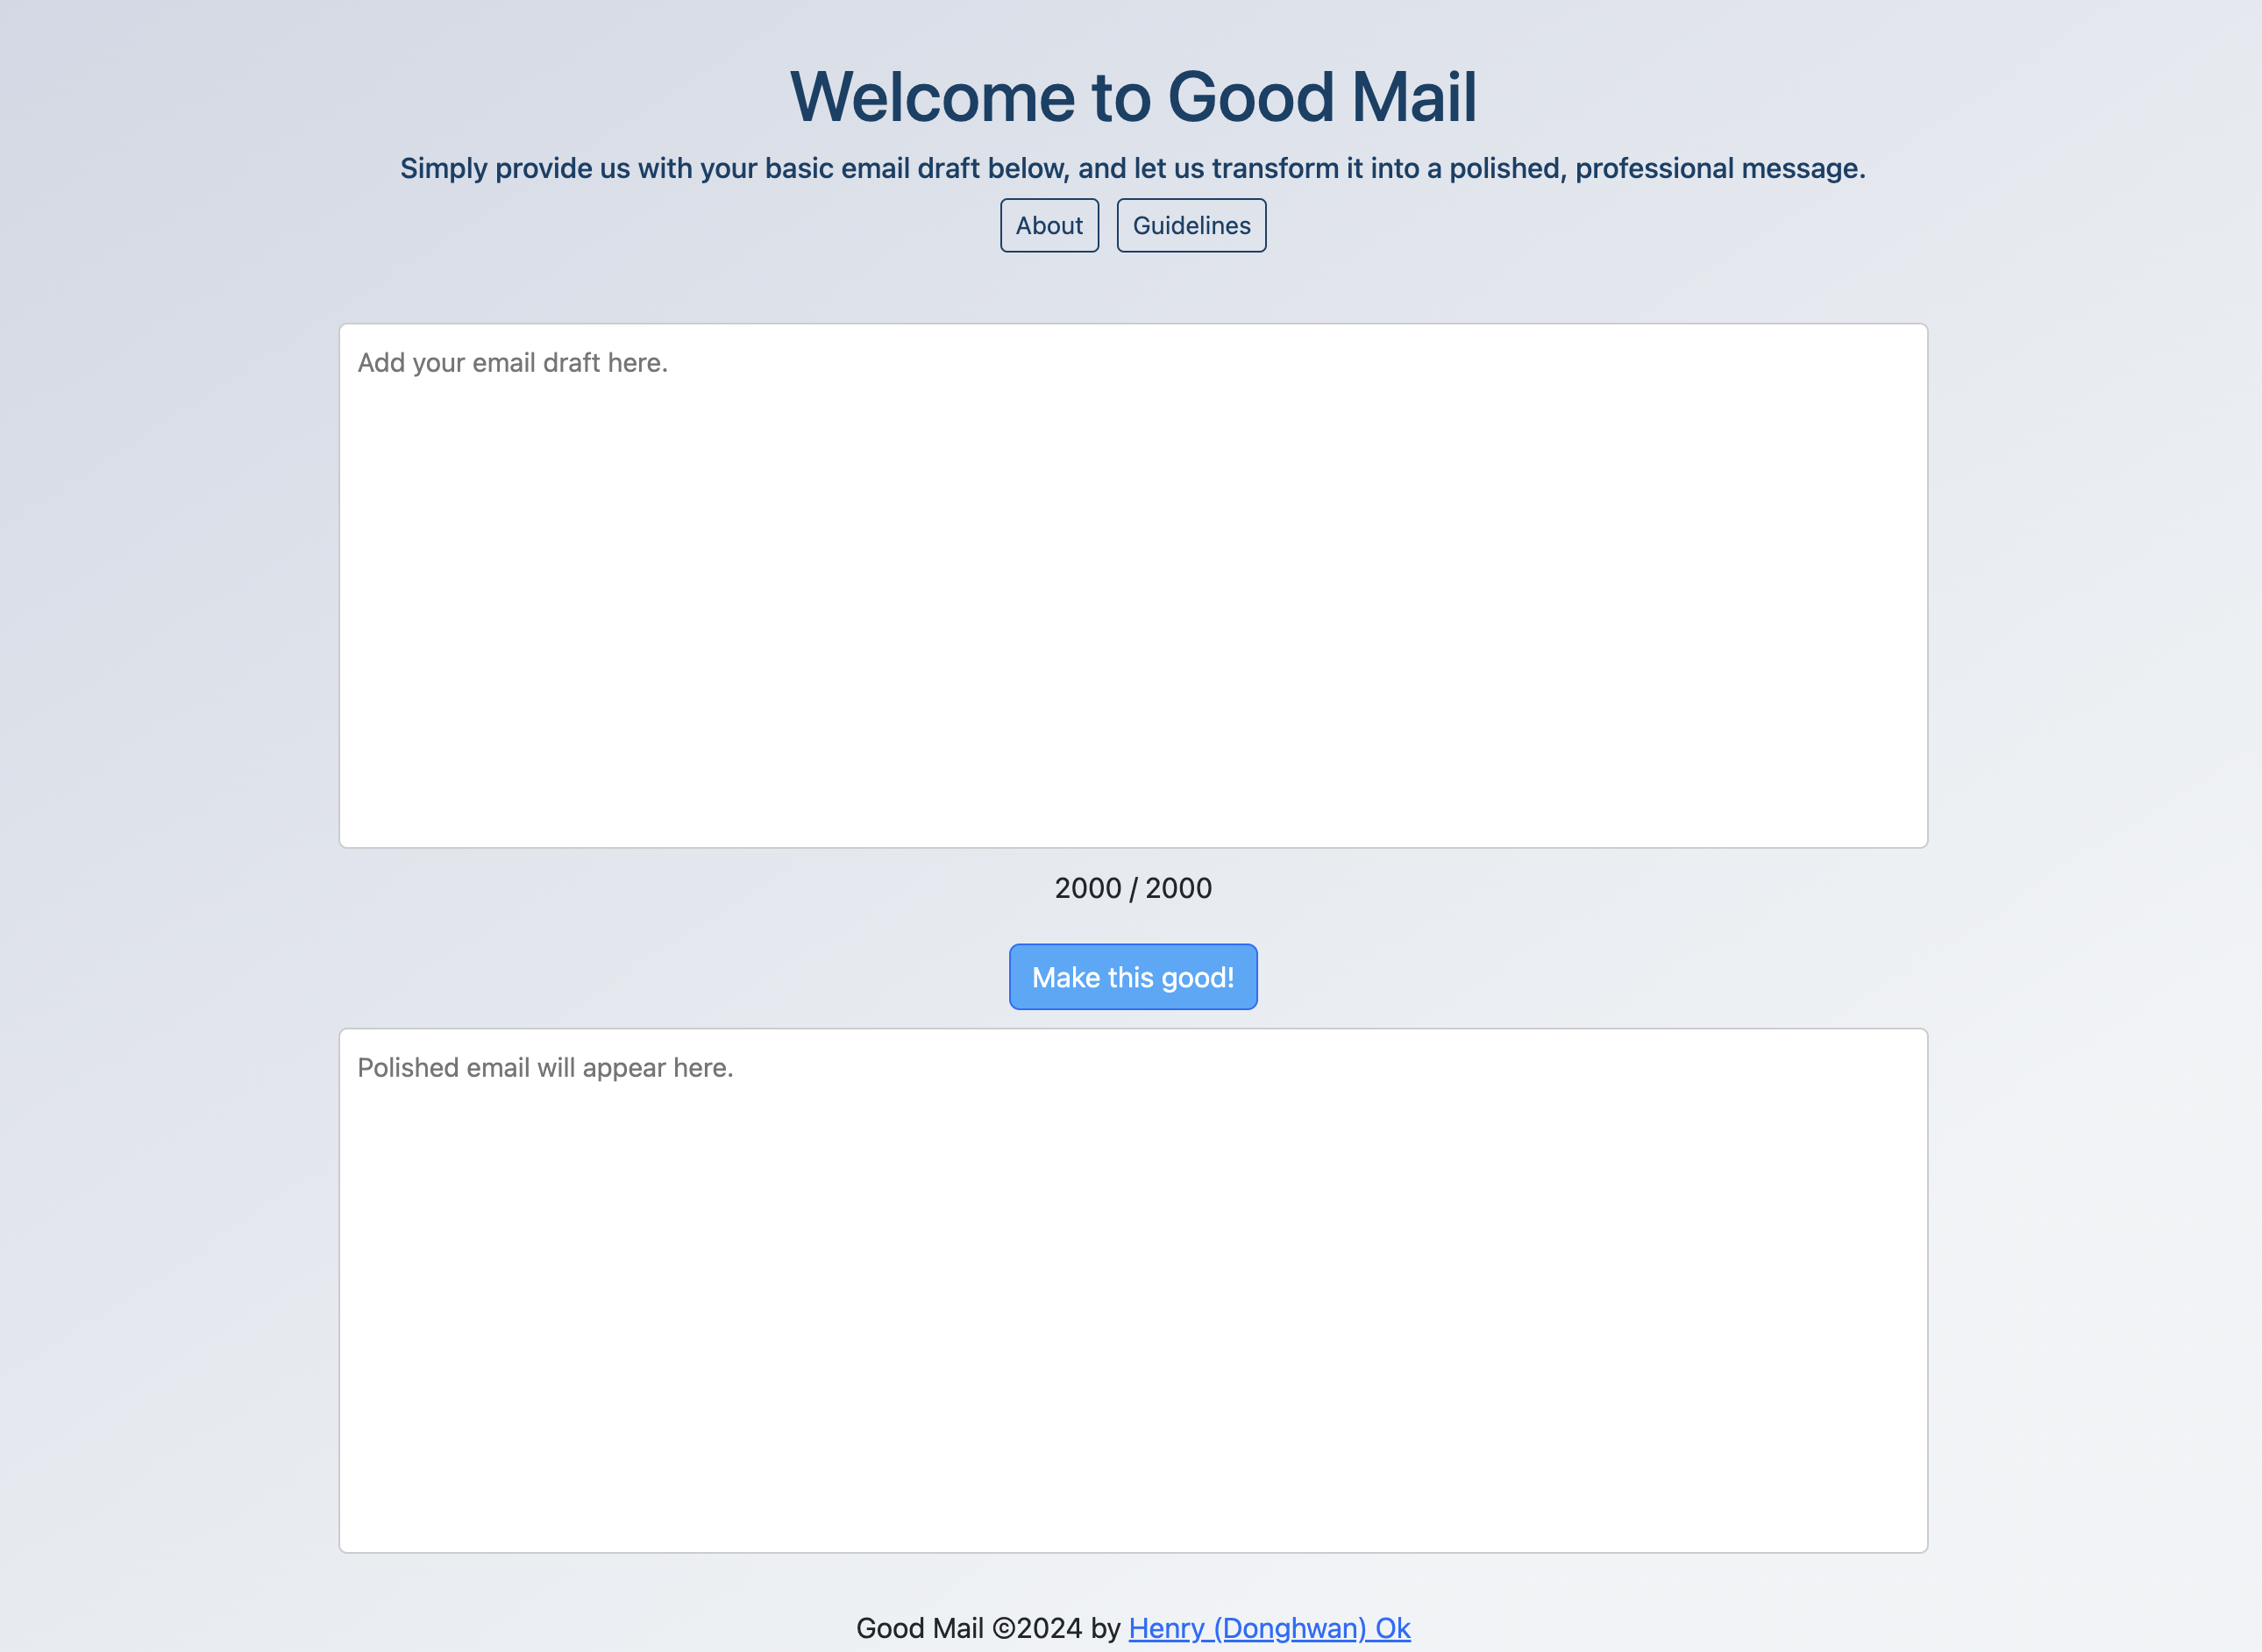 Welcome to Good Mail
Simply provide us with your basic email draft below, and let us transform it into a polished, professional message.
About Guidelines
Add your email draft here.
2000 / 2000
Make this good!
Polished email will appear here.
Good Mail ©2024 by Henry (Donghwan) Ok